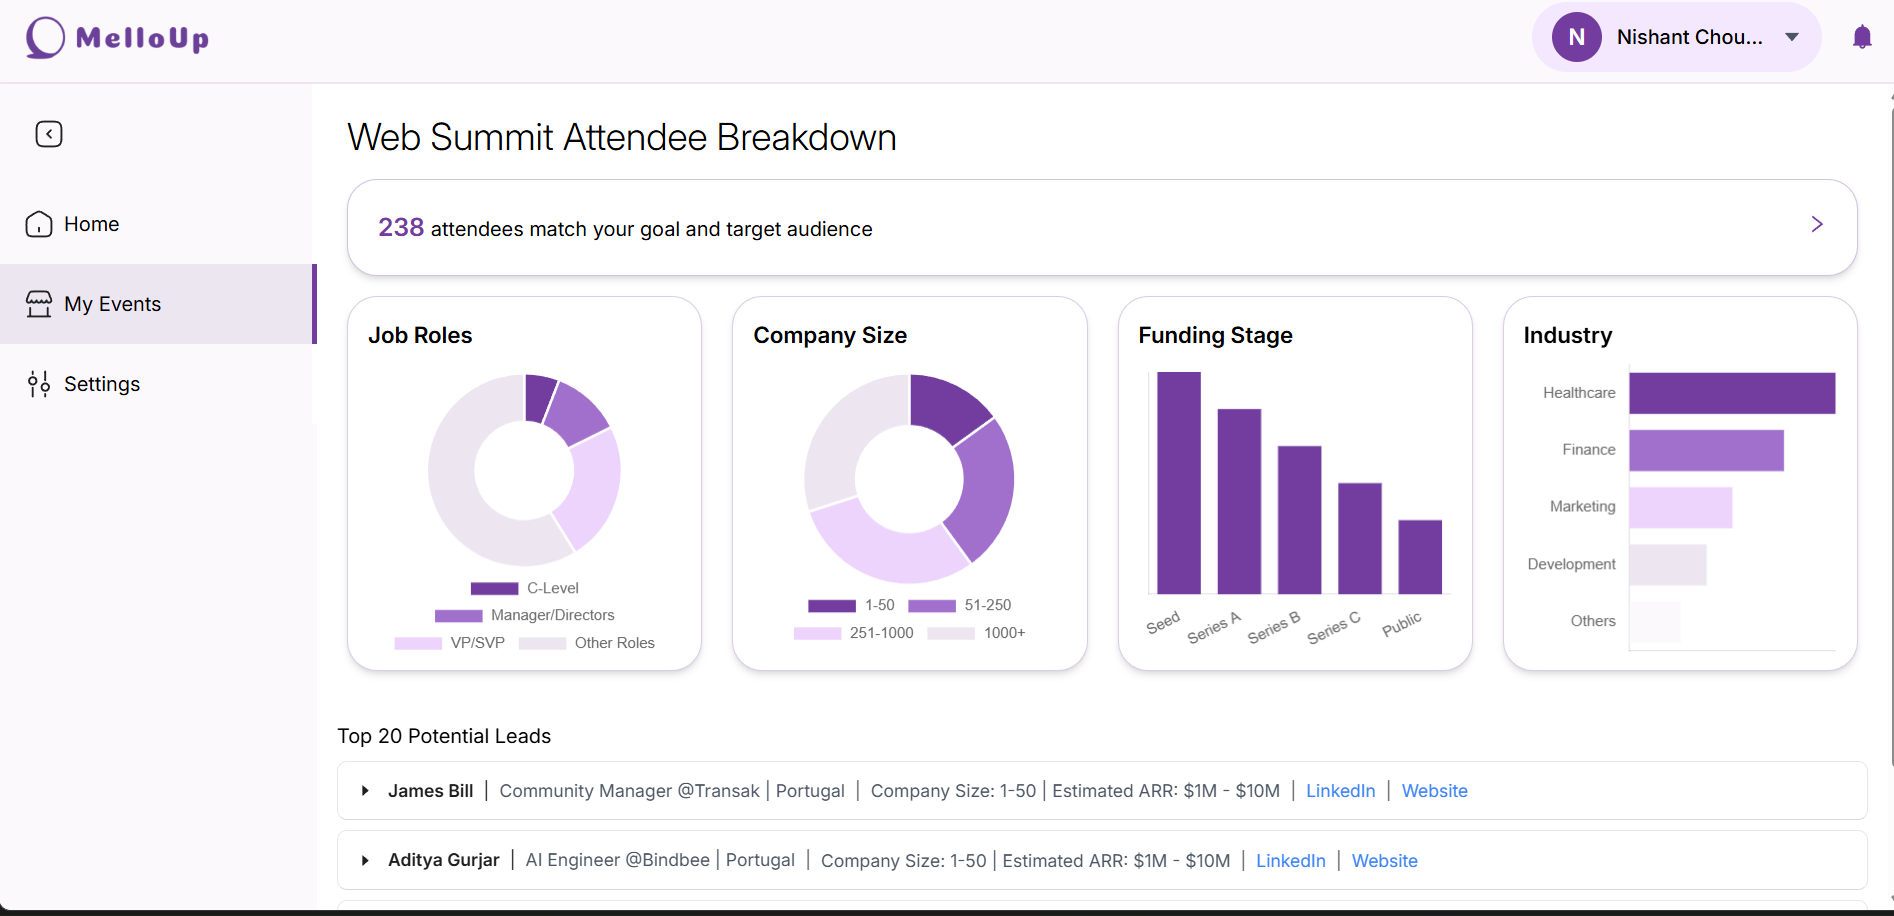 MelloUp
N
Nishant Chou...
Home
My Events
Settings
Web Summit Attendee Breakdown
238 attendees match your goal and target audience
Job Roles
C-Level
Manager/Directors
VP/SVP
Other Roles
Company Size
1-50
51-250
251-1000
1000+
Funding Stage
Seed
Series A
Series B
Series C
Public
Industry
Healthcare
Finance
Marketing
Development
Others
Top 20 Potential Leads
James Bill | Community Manager @Transak | Portugal | Company Size: 1-50 | Estimated ARR: $1M - $10M | LinkedIn | Website
Aditya Gurjar | AI Engineer @Bindbee | Portugal | Company Size: 1-50 | Estimated ARR: $1M - $10M | LinkedIn | Website